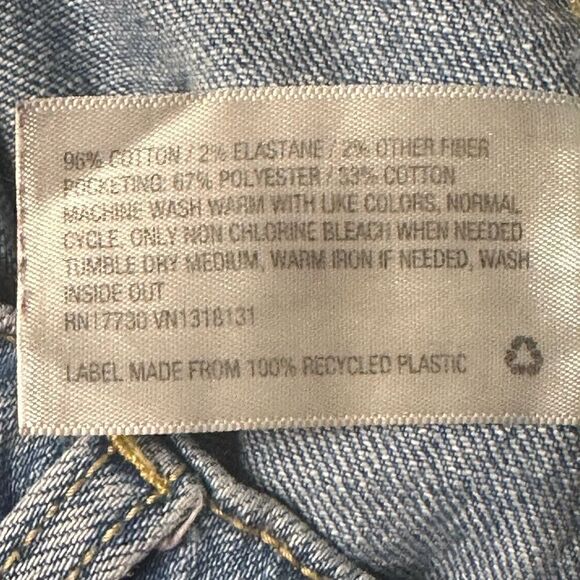 96% COTTON / 2% ELASTANE / 2% OTHER FIBER
POCKETING: 67% POLYESTER / 33% COTTON
MACHINE WASH WARM WITH LIKE COLORS, NORMAL
CYCLE. ONLY NON CHLORINE BLEACH WHEN NEEDED
TUMBLE DRY MEDIUM, WARM IRON IF NEEDED, WASH
INSIDE OUT
RN17730 VN1318131
LABEL MADE FROM 100% RECYCLED PLASTIC